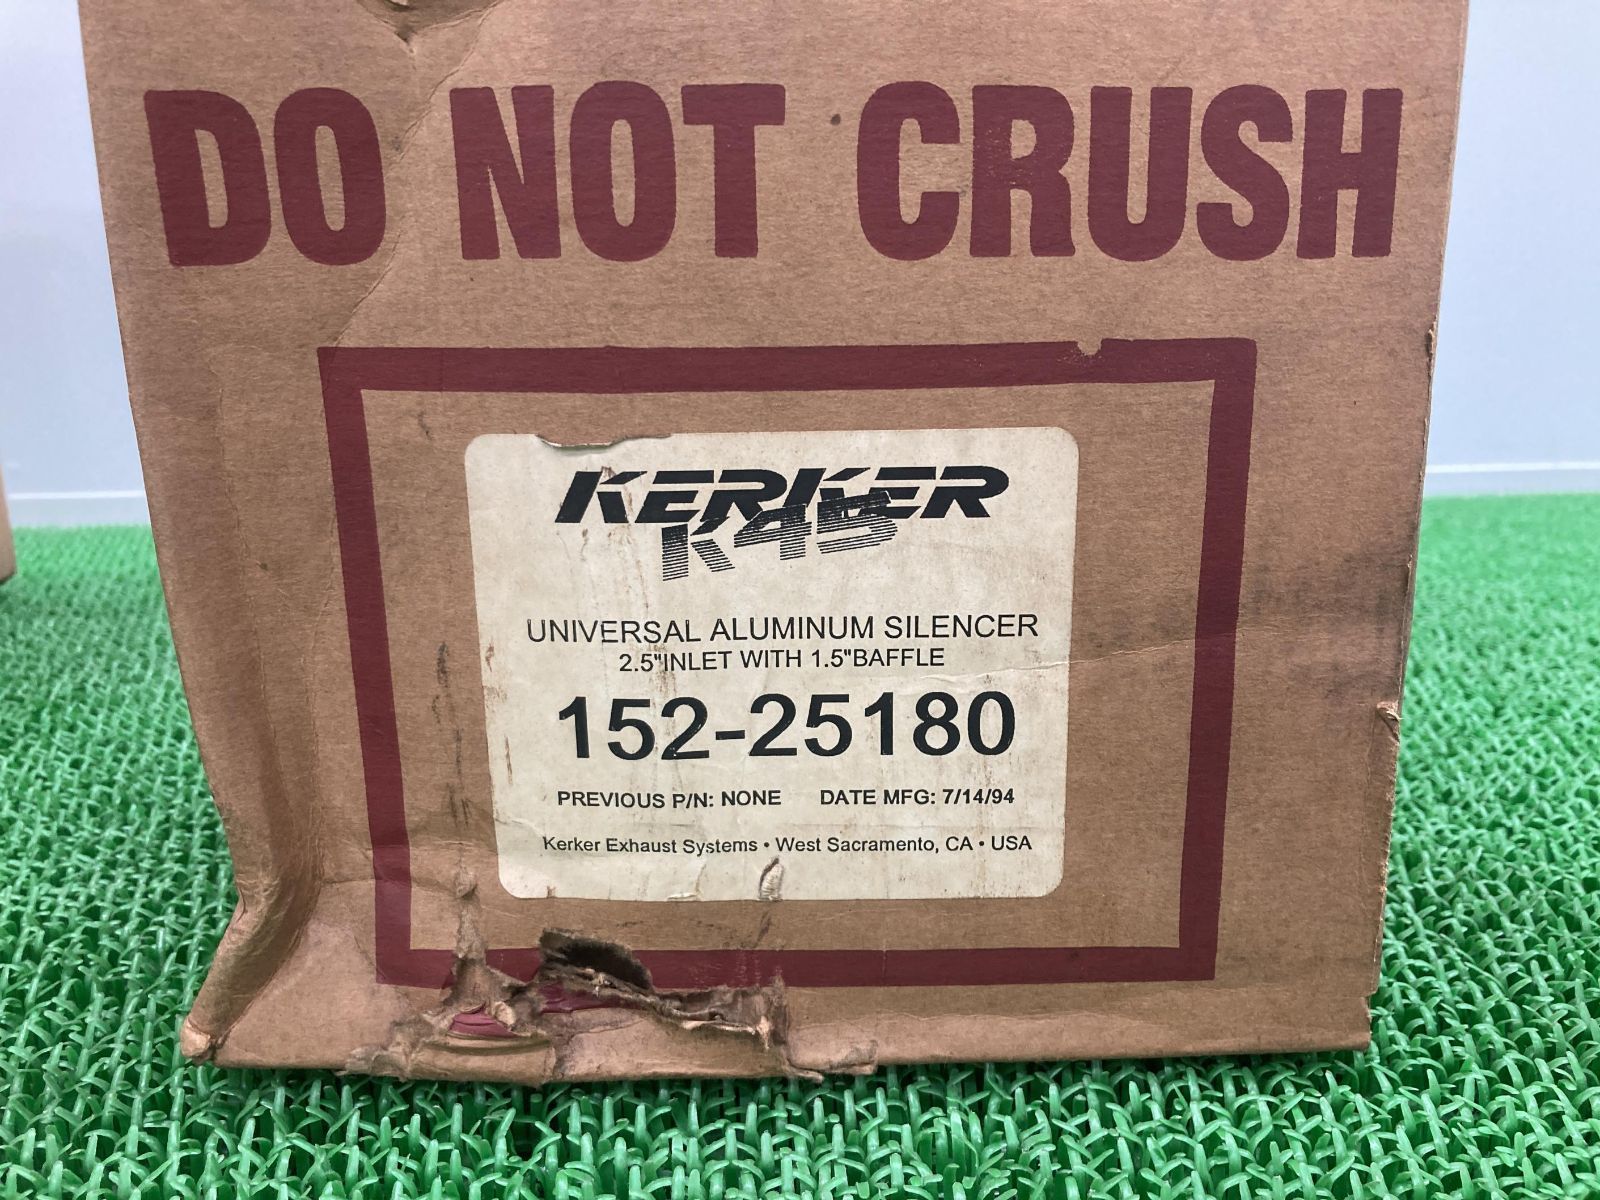 DO NOT CRUSH
KERKER
K45
UNIVERSAL ALUMINUM SILENCER
2.5"INLET WITH 1.5"BAFFLE
152-25180
PREVIOUS P/N: NONE DATE MFG: 7/14/94
Kerker Exhaust Systems • West Sacramento, CA • USA